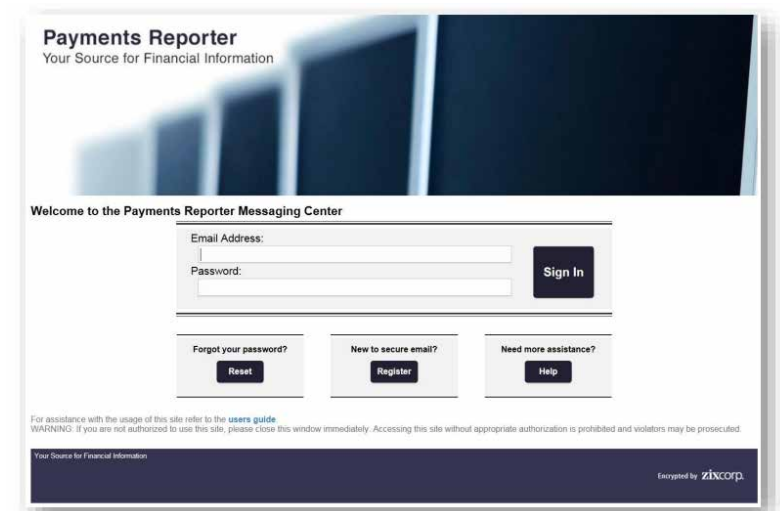 Payments Reporter
Your Source for Financial Information
Welcome to the Payments Reporter Messaging Center
Email Address:
Password:
Sign In
Forgot your password?
Reset
New to secure email?
Register
Need more assistance?
Help
For assistance with the usage of this site refer to the users guide
WARNING: If you are not authorized to use this site, please close this window immediately. Accessing this site without appropriate authorization is prohibited and violators may be prosecuted.
Your Source for Financial Information
Encrypted by zixcorp.